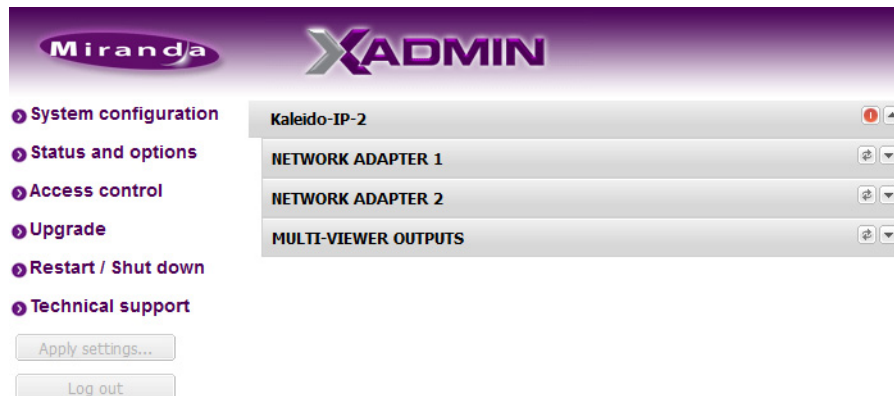 Miranda
XADMIN
System configuration
Status and options
Access control
Upgrade
Restart / Shut down
Technical support
Apply settings...
Log out
Kaleido-IP-2
NETWORK ADAPTER 1
NETWORK ADAPTER 2
MULTI-VIEWER OUTPUTS